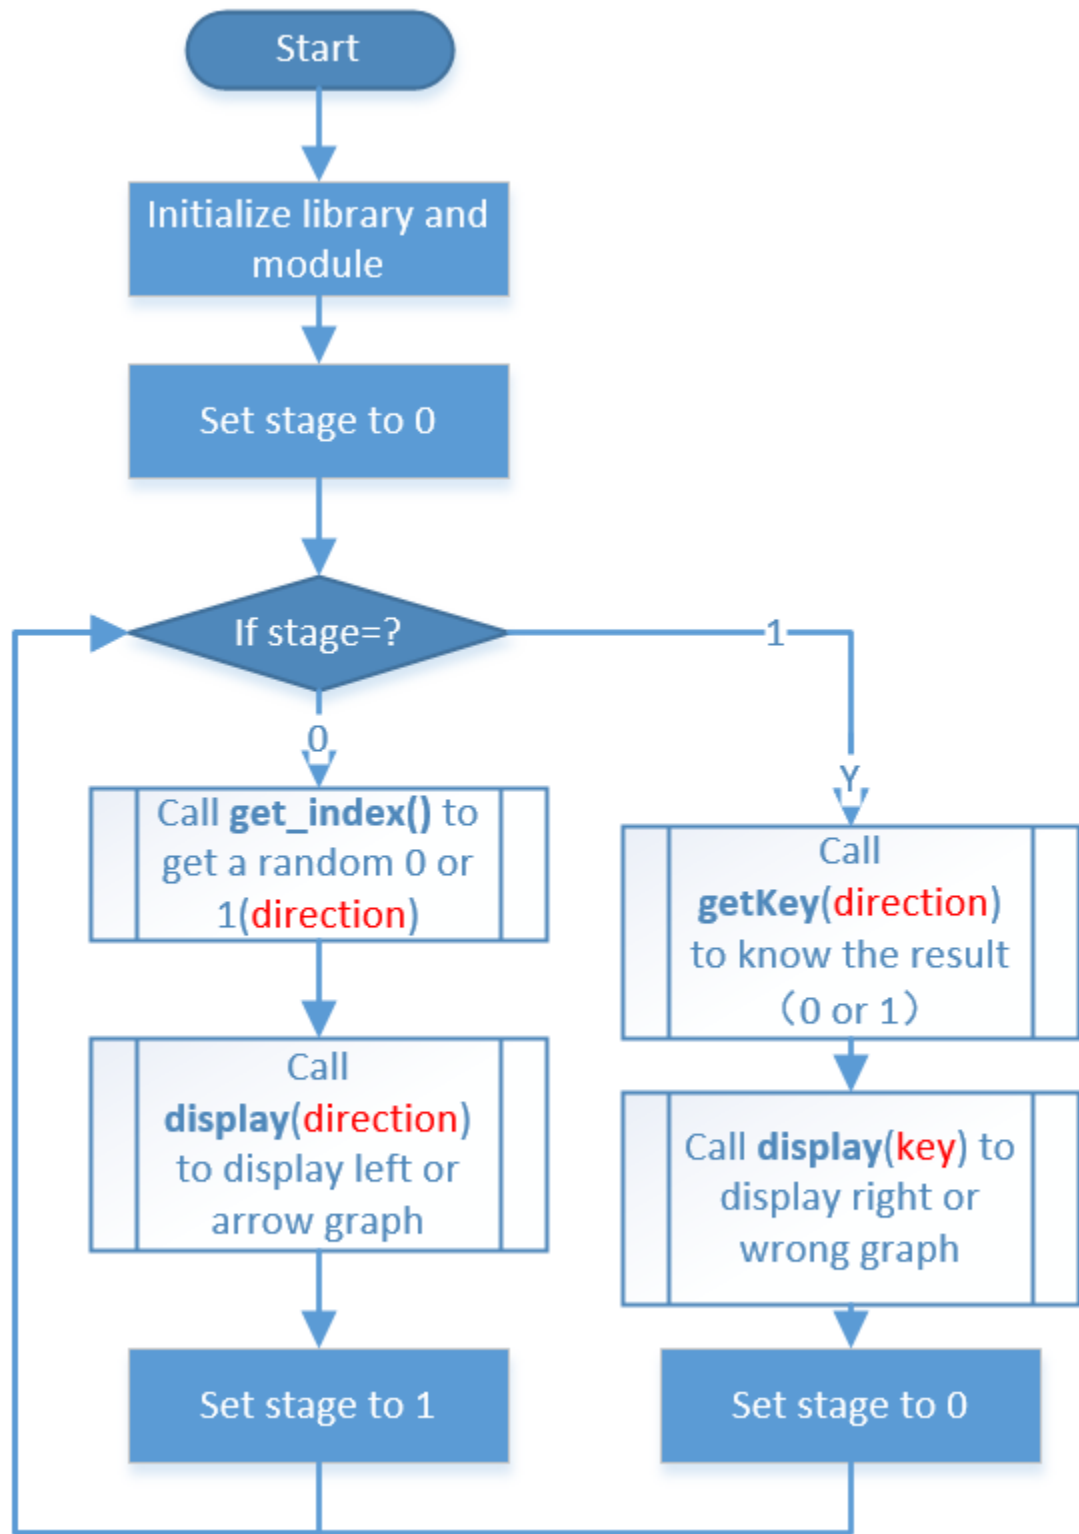 Start
Initialize library and
module
Set stage to 0
If stage=?
1
0
Y
Call get_index() to
get a random 0 or
1(direction)
Call
getKey(direction)
to know the result
（0 or 1）
Call
display(direction)
to display left or
arrow graph
Call display(key) to
display right or
wrong graph
Set stage to 1
Set stage to 0